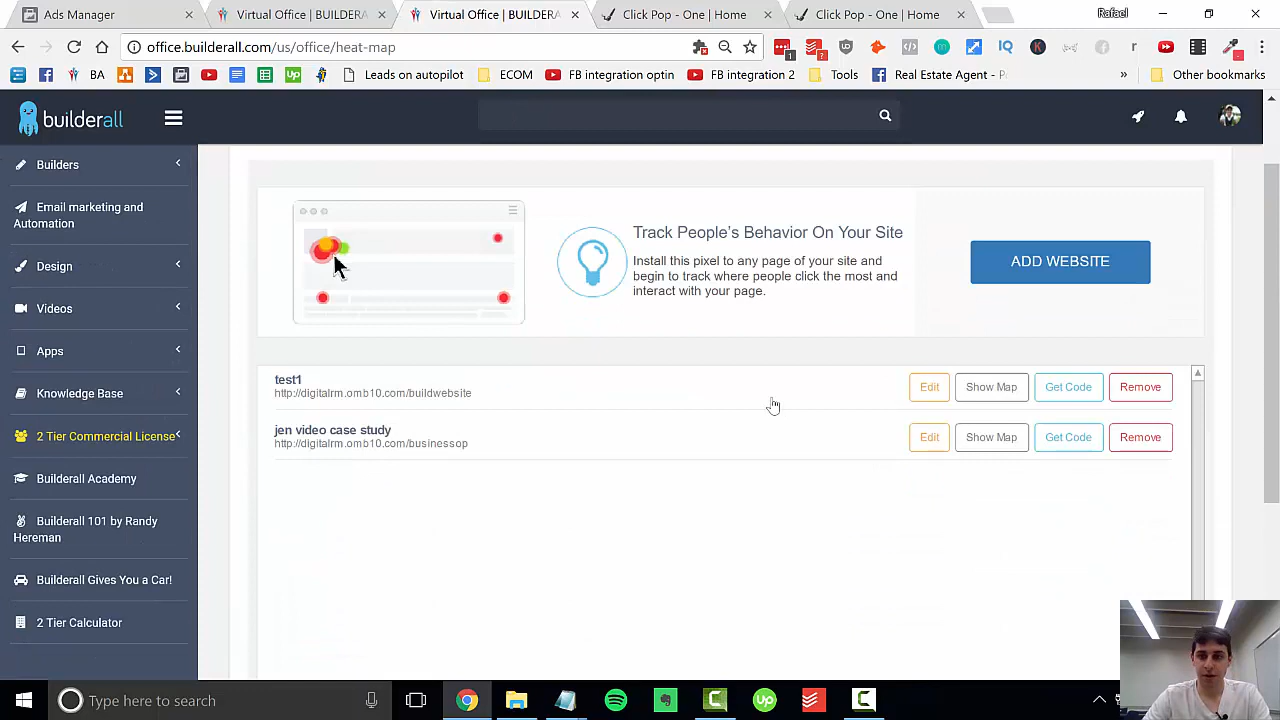 Ads Manager
Virtual Office | BUILDERA
Virtual Office | BUILDERA
Click Pop - One | Home
Click Pop - One | Home
Rafael
office.builderall.com/us/office/heat-map
BA
Leads on autopilot
ECOM
FB integration optin
FB integration 2
Tools
Real Estate Agent -
Other bookmarks
builderall
Builders
Email marketing and
Automation
Design
Videos
Apps
Knowledge Base
2 Tier Commercial License
Builderall Academy
Builderall 101 by Randy
Hereman
Builderall Gives You a Car!
2 Tier Calculator
Track People's Behavior On Your Site
Install this pixel to any page of your site and
begin to track where people click the most and
interact with your page.
ADD WEBSITE
test1
http://digitalrm.omb10.com/buildwebsite
Edit
Show Map
Get Code
Remove
jen video case study
http://digitalrm.omb10.com/businessop
Edit
Show Map
Get Code
Remove
Type here to search